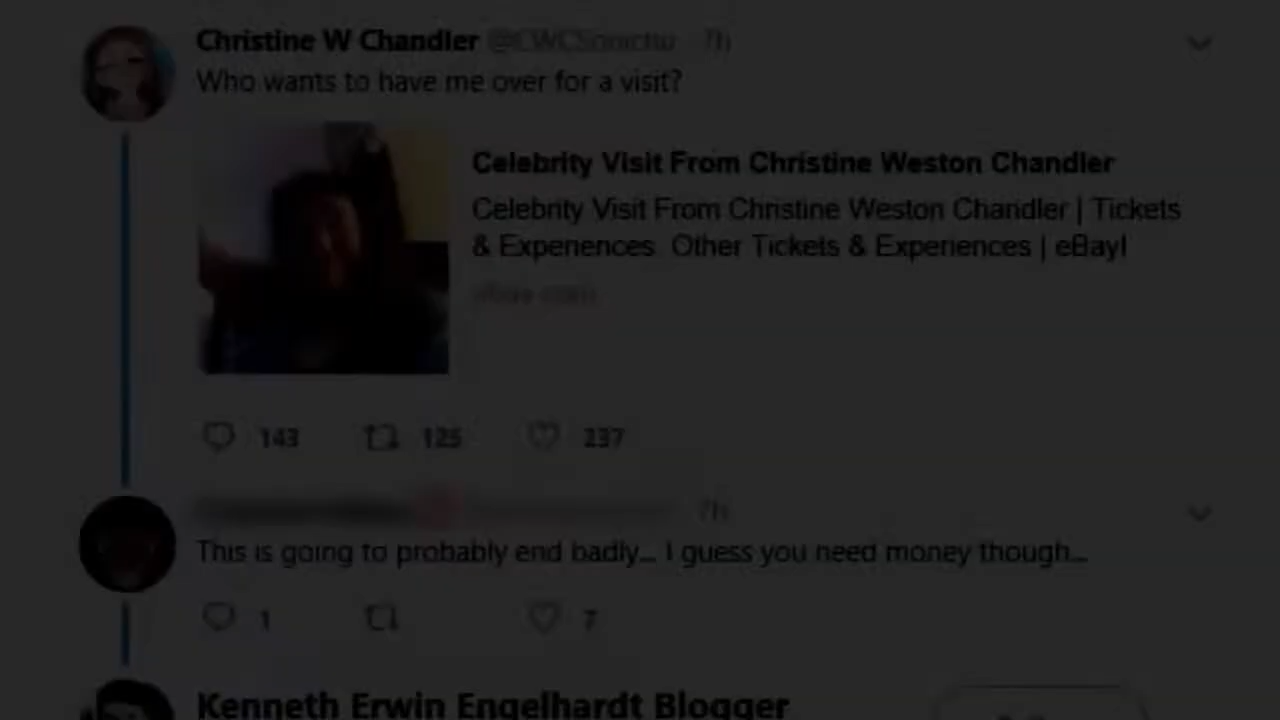 Christine W Chandler @CWCSonichu · 7h
Who wants to have me over for a visit?
Celebrity Visit From Christine Weston Chandler
Celebrity Visit From Christine Weston Chandler | Tickets
& Experiences. Other Tickets & Experiences | eBay!
ebay.com
143 125 237
7h
This is going to probably end badly... I guess you need money though...
1 7
Kenneth Erwin Engelhardt Blogger